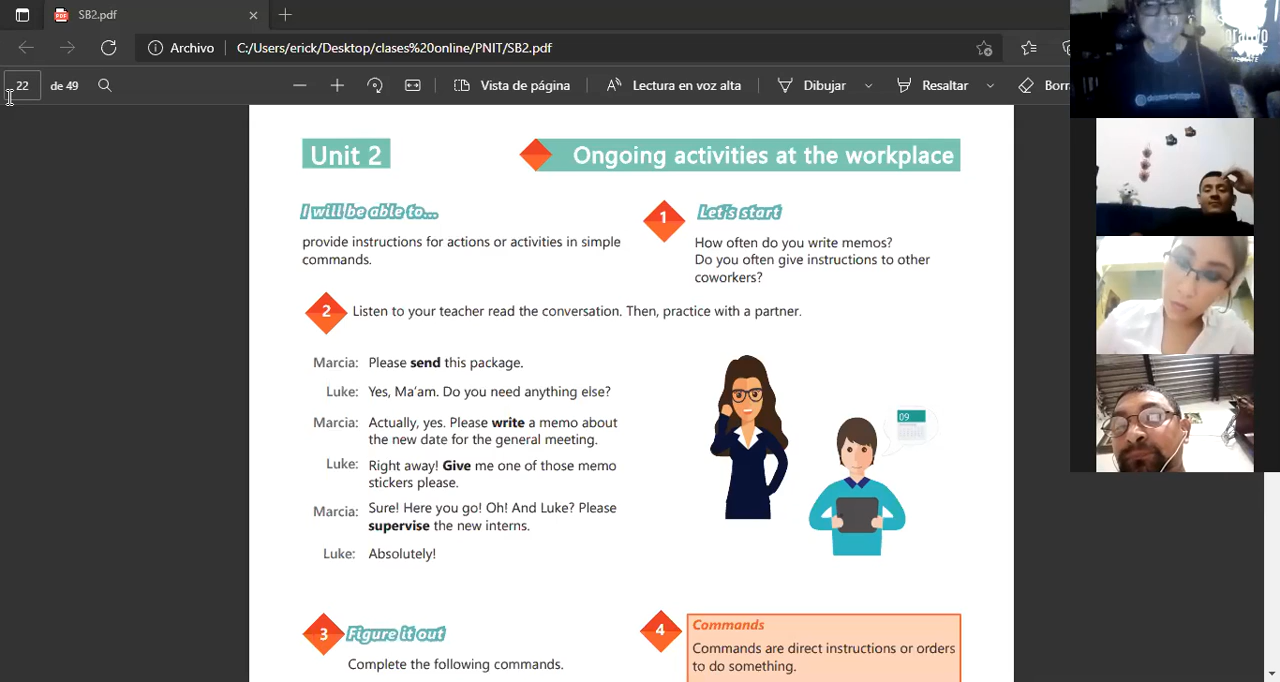 SB2.pdf
Archivo C:/Users/erick/Desktop/clases%20online/PNIT/SB2.pdf
22 de 49 Vista de página Lectura en voz alta Dibujar Resaltar
Unit 2
Ongoing activities at the workplace
I will be able to...
provide instructions for actions or activities in simple
commands.
1 Let's start
How often do you write memos?
Do you often give instructions to other
coworkers?
2 Listen to your teacher read the conversation. Then, practice with a partner.
Marcia: Please send this package.
Luke: Yes, Ma'am. Do you need anything else?
Marcia: Actually, yes. Please write a memo about
the new date for the general meeting.
Luke: Right away! Give me one of those memo
stickers please.
Marcia: Sure! Here you go! Oh! And Luke? Please
supervise the new interns.
Luke: Absolutely!
09
3 Figure it out
Complete the following commands.
4 Commands
Commands are direct instructions or orders
to do something.